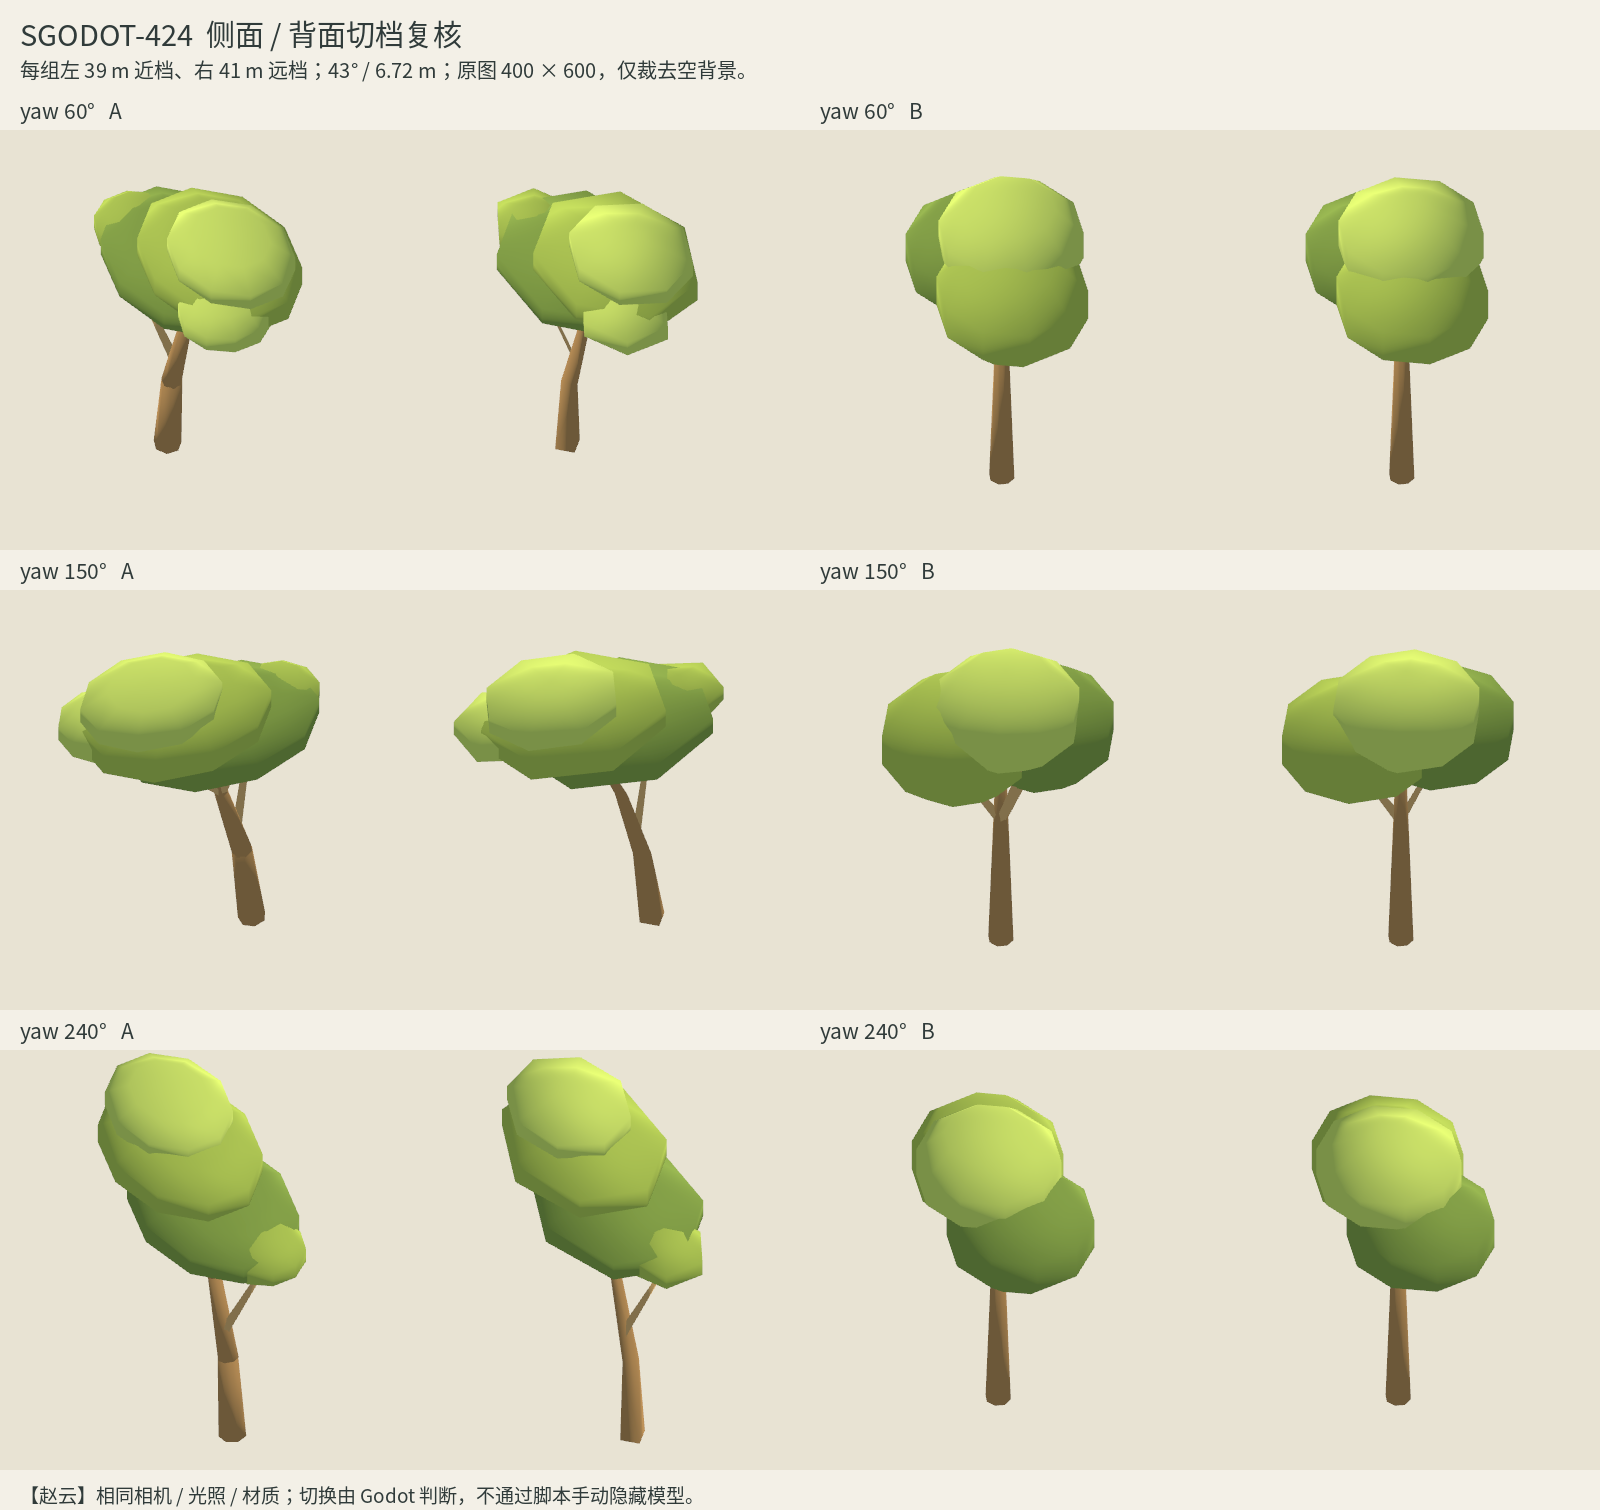 SGODOT-424 侧面 / 背面切档复核
每组左 39 m 近档、右 41 m 远档；43° / 6.72 m；原图 400 × 600，仅裁去空背景。
yaw 60° A
yaw 60° B
yaw 150° A
yaw 150° B
yaw 240° A
yaw 240° B
【赵云】相同相机 / 光照 / 材质；切换由 Godot 判断，不通过脚本手动隐藏模型。